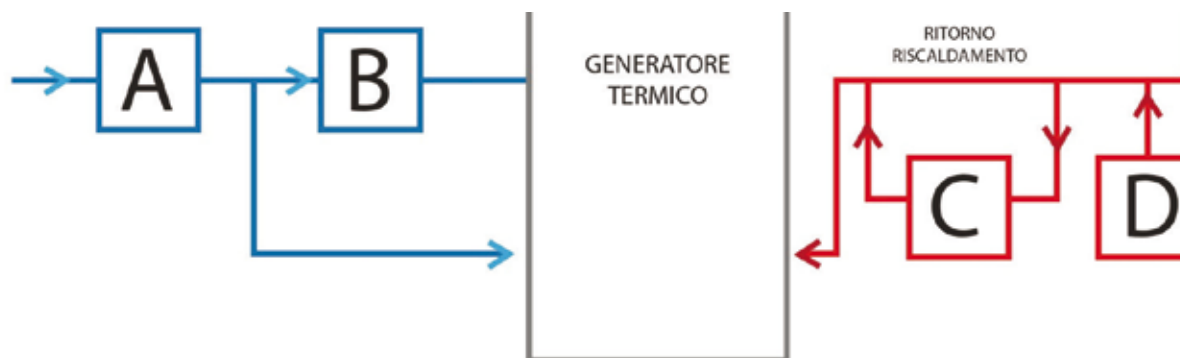 A
B
GENERATORE
TERMICO
RITORNO
RISCALDAMENTO
C
D